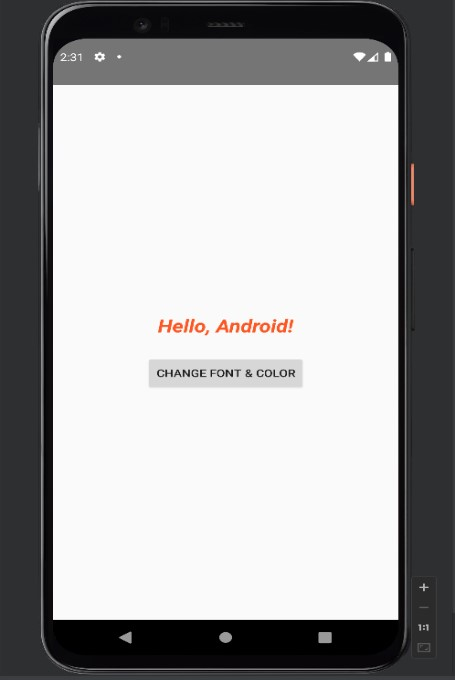 2:31
Hello, Android!
CHANGE FONT & COLOR
1:1